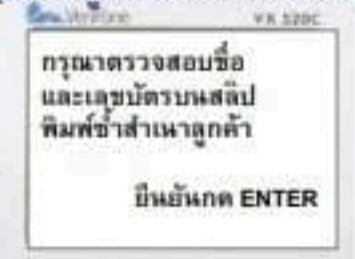 Verifone VX 520C
กรุณาตรวจสอบชื่อ
และเลขบัตรบนสลิป
พิมพ์ซ้ำสำเนาลูกค้า
ยืนยันกด ENTER